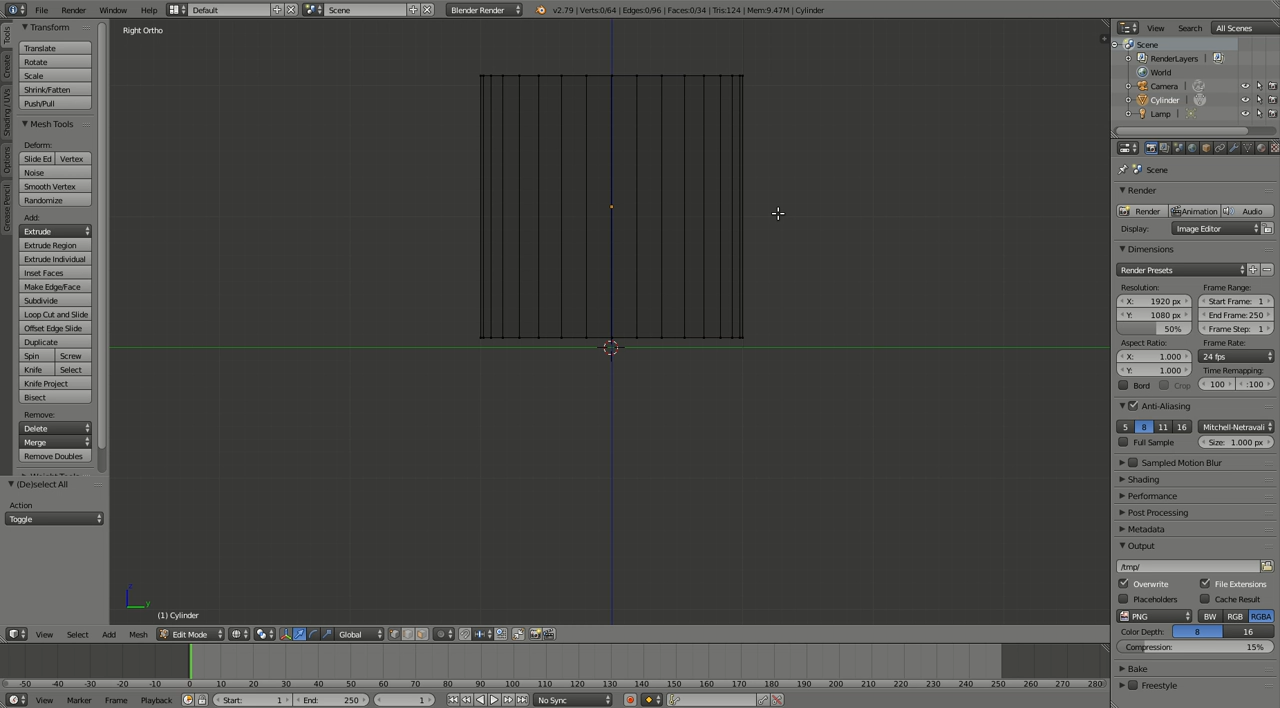 File Render Window Help Default Scene Blender Render v2.79 | Verts:0/64 | Edges:0/96 | Faces:0/34 | Tris:124 | Mem:9.47M | Cylinder
Tools
Create
Shading / UVs
Options
Grease Pencil
Transform
Translate
Rotate
Scale
Shrink/Fatten
Push/Pull
Mesh Tools
Deform:
Slide Ed Vertex
Noise
Smooth Vertex
Randomize
Add:
Extrude
Extrude Region
Extrude Individual
Inset Faces
Make Edge/Face
Subdivide
Loop Cut and Slide
Offset Edge Slide
Duplicate
Spin Screw
Knife Select
Knife Project
Bisect
Remove:
Delete
Merge
Remove Doubles
(De)select All
Action
Toggle
Right Ortho
z
y
(1) Cylinder
View Select Add Mesh Edit Mode Global
-50 -40 -30 -20 -10 0 10 20 30 40 50 60 70 80 90 100 110 120 130 140 150 160 170 180 190 200 210 220 230 240 250 260 270 280
View Marker Frame Playback Start: 1 End: 250 1 No Sync
View Search All Scenes
Scene
RenderLayers
World
Camera
Cylinder
Lamp
Scene
Render
Render Animation Audio
Display: Image Editor
Dimensions
Render Presets
Resolution: Frame Range:
X: 1920 px Start Frame: 1
Y: 1080 px End Frame: 250
50% Frame Step: 1
Aspect Ratio: Frame Rate:
X: 1.000 24 fps
Y: 1.000 Time Remapping:
Bord Crop 100 :100
Anti-Aliasing
5 8 11 16 Mitchell-Netravali
Full Sample Size: 1.000 px
Sampled Motion Blur
Shading
Performance
Post Processing
Metadata
Output
/tmp/
Overwrite File Extensions
Placeholders Cache Result
PNG BW RGB RGBA
Color Depth: 8 16
Compression: 15%
Bake
Freestyle